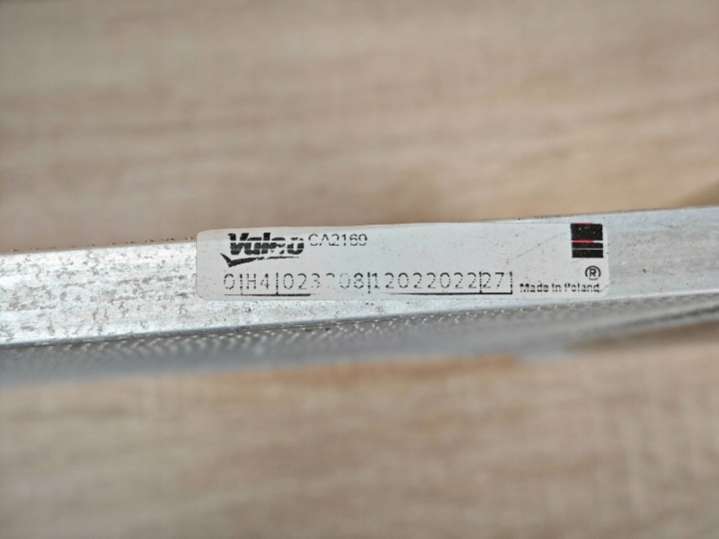 Valeo CA2169
01H4|023208|12022022|27|
®
Made in Poland